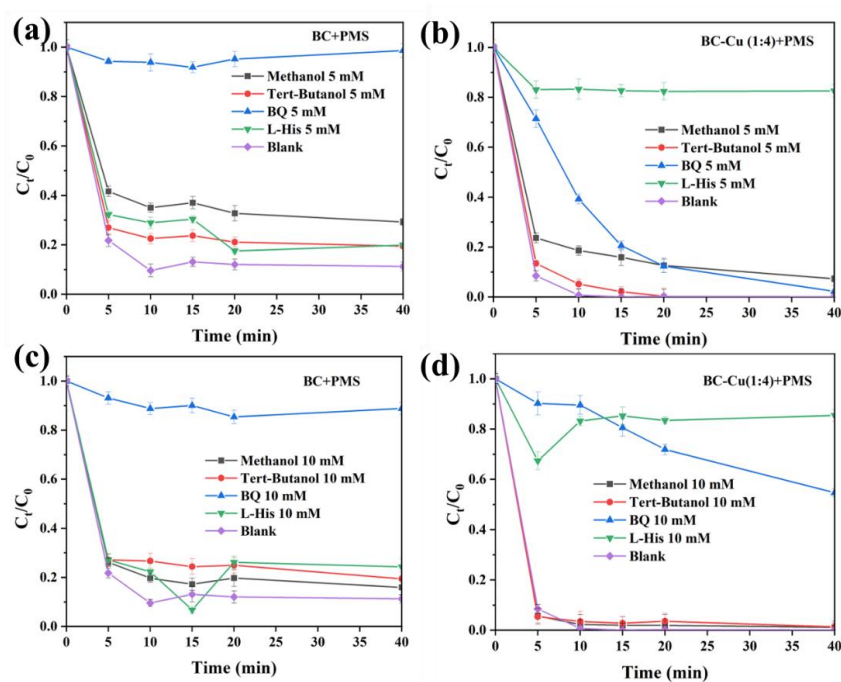 (a)
BC+PMS
Methanol 5 mM
Tert-Butanol 5 mM
BQ 5 mM
L-His 5 mM
Blank
Ct/C0
1.0
0.8
0.6
0.4
0.2
0.0
0 5 10 15 20 25 30 35 40
Time (min)
(b)
BC-Cu (1:4)+PMS
Methanol 5 mM
Tert-Butanol 5 mM
BQ 5 mM
L-His 5 mM
Blank
Ct/C0
1.0
0.8
0.6
0.4
0.2
0.0
0 5 10 15 20 25 30 35 40
Time (min)
(c)
BC+PMS
Methanol 10 mM
Tert-Butanol 10 mM
BQ 10 mM
L-His 10 mM
Blank
Ct/C0
1.0
0.8
0.6
0.4
0.2
0.0
0 5 10 15 20 25 30 35 40
Time (min)
(d)
BC-Cu(1:4)+PMS
Methanol 10 mM
Tert-Butanol 10 mM
BQ 10 mM
L-His 10 mM
Blank
Ct/C0
1.0
0.8
0.6
0.4
0.2
0.0
0 5 10 15 20 25 30 35 40
Time (min)